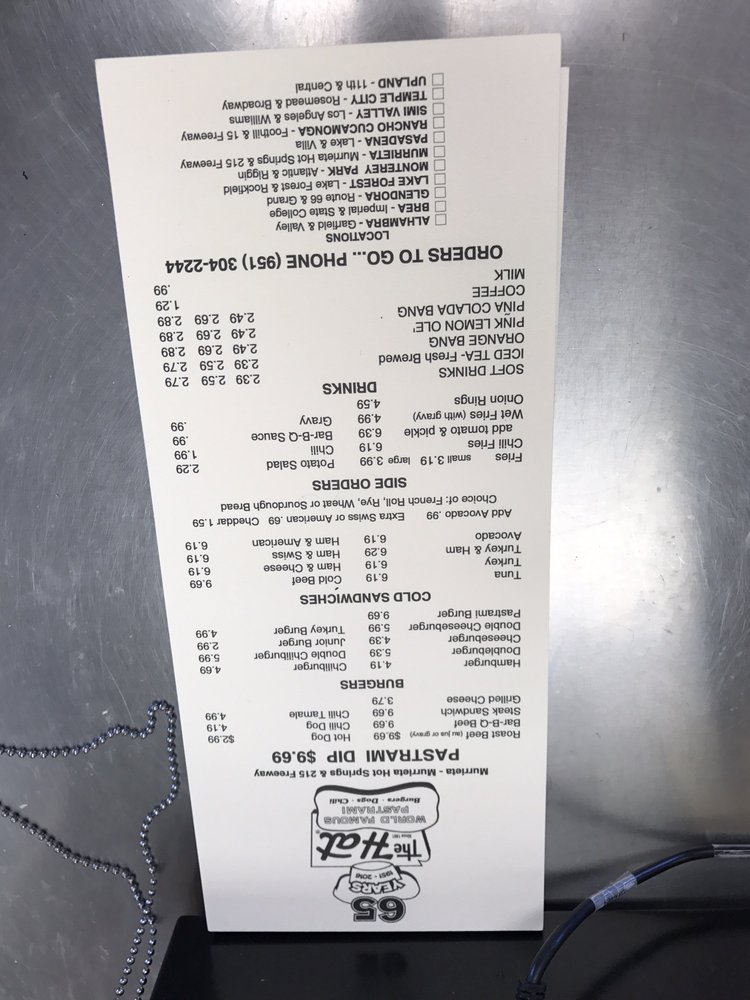 65
YEARS
1951 - 2016
The Hat
Since 1951
WORLD FAMOUS
PASTRAMI
Burgers - Dogs - Chili
Murrieta - Murrieta Hot Springs & 215 Freeway
PASTRAMI DIP $9.69
Roast Beef (au jus or gravy) $9.69 Hot Dog $2.99
Bar-B-Q Beef 9.69 Chili Dog 4.19
Steak Sandwich 9.69 Chili Tamale 4.99
Grilled Cheese 3.79
BURGERS
Hamburger 4.19 Chiliburger 4.69
Doubleburger 5.39 Double Chiliburger 5.99
Cheeseburger 4.39 Junior Burger 2.99
Double Cheeseburger 5.99 Turkey Burger 4.99
Pastrami Burger 9.69
COLD SANDWICHES
Tuna 6.19 Cold Beef 9.69
Turkey 6.19 Ham & Cheese 6.19
Turkey & Ham 6.29 Ham & Swiss 6.19
Avocado 6.19 Ham & American 6.19
Add Avocado .99 Extra Swiss or American .69 Cheddar 1.59
Choice of: French Roll, Rye, Wheat or Sourdough Bread
SIDE ORDERS
Fries small 3.19 large 3.99 Potato Salad 2.29
Chili Fries 6.19 Chili 1.99
add tomato & pickle 6.39 Bar-B-Q Sauce .99
Wet Fries (with gravy) 4.99 Gravy .99
Onion Rings 4.59
DRINKS
SOFT DRINKS 2.39 2.59 2.79
ICED TEA- Fresh Brewed 2.39 2.59 2.79
ORANGE BANG 2.49 2.69 2.89
PINK LEMON OLE' 2.49 2.69 2.89
PIÑA COLADA BANG 2.49 2.69 2.89
COFFEE 1.29
MILK .99
ORDERS TO GO... PHONE (951) 304-2244
LOCATIONS
ALHAMBRA - Garfield & Valley
BREA - Imperial & State College
GLENDORA - Route 66 & Grand
LAKE FOREST - Lake Forest & Rockfield
MONTEREY PARK - Atlantic & Riggin
MURRIETA - Murrieta Hot Springs & 215 Freeway
PASADENA - Lake & Villa
RANCHO CUCAMONGA - Foothill & 15 Freeway
SIMI VALLEY - Los Angeles & Williams
TEMPLE CITY - Rosemead & Broadway
UPLAND - 11th & Central